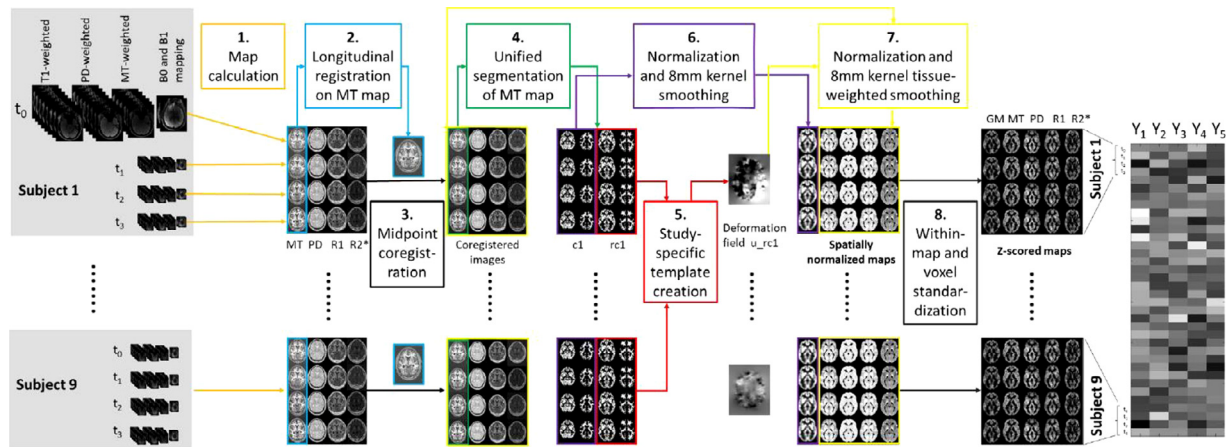 T1-weighted
PD-weighted
MT-weighted
B0 and B1
mapping
t0
t1
t2
t3
Subject 1
1.
Map
calculation
2.
Longitudinal
registration
on MT map
4.
Unified
segmentation
of MT map
6.
Normalization
and 8mm kernel
smoothing
7.
Normalization and
8mm kernel tissue-
weighted smoothing
MT PD R1 R2*
3.
Midpoint
coregist-
ration
Coregistered
images
c1 rc1
5.
Study-
specific
template
creation
Deformation
field u_rc1
Spatially
normalized maps
8.
Within-
map and
voxel
standar-
dization
GM MT PD R1 R2*
Z-scored maps
Subject 1
Y1 Y2 Y3 Y4 Y5
Subject 9
t0
t1
t2
t3
Subject 9